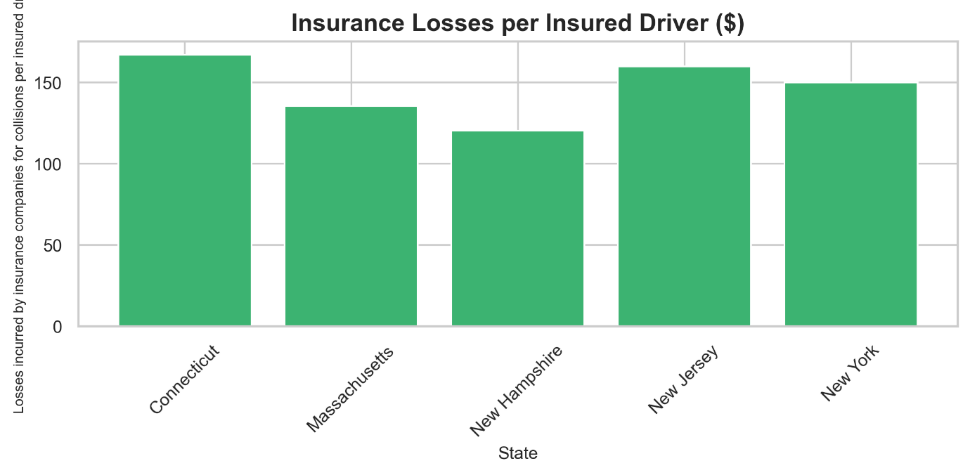 Insurance Losses per Insured Driver ($)
Losses incurred by insurance companies for collisions per insured
150
100
50
0
Connecticut
Massachusetts
New Hampshire
New Jersey
New York
State